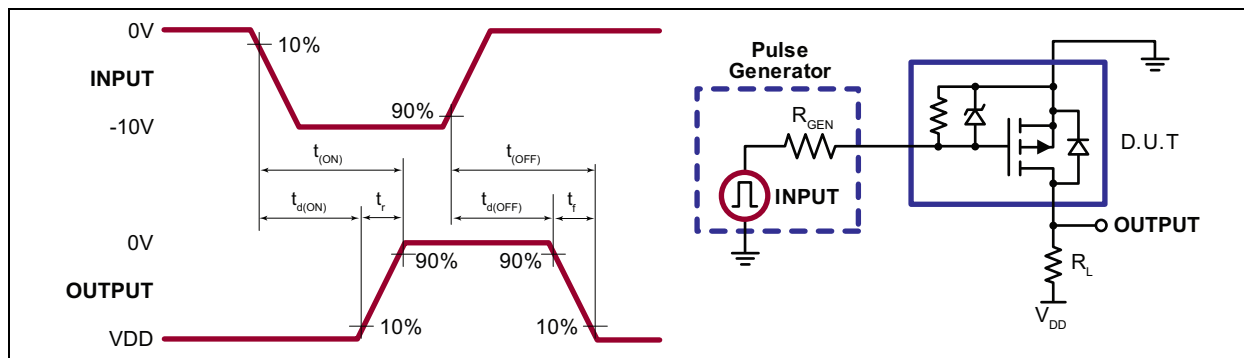 0V
10%
INPUT
90%
-10V
t(ON)
t(OFF)
td(ON)
tr
td(OFF)
tf
0V
90%
90%
OUTPUT
10%
10%
VDD
Pulse
Generator
RGEN
INPUT
D.U.T
OUTPUT
RL
VDD